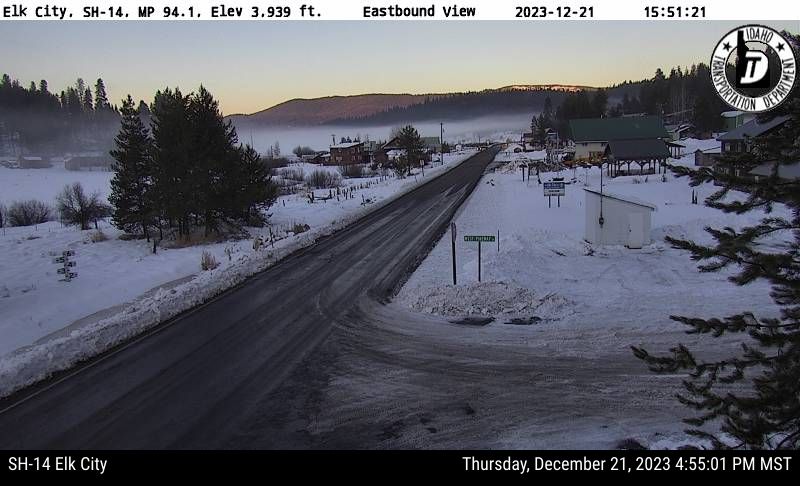 Elk City, SH-14, MP 94.1, Elev 3,939 ft. Eastbound View 2023-12-21 15:51:21
IDAHO
TRANSPORTATION DEPARTMENT
SH-14 Elk City Thursday, December 21, 2023 4:55:01 PM MST